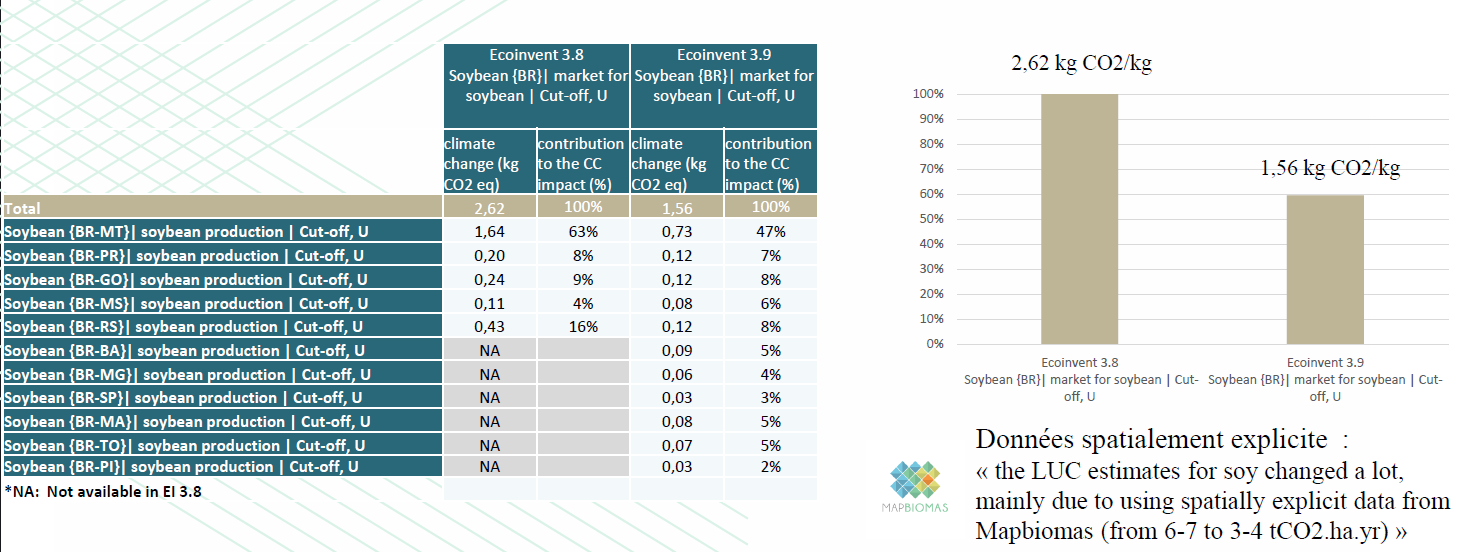 Ecoinvent 3.8
Soybean {BR}| market for
soybean | Cut-off, U
Ecoinvent 3.9
Soybean {BR}| market for
soybean | Cut-off, U
climate
change (kg
CO2 eq)
contribution
to the CC
impact (%)
climate
change (kg
CO2 eq)
contribution
to the CC
impact (%)
Total 2,62 100% 1,56 100%
Soybean {BR-MT}| soybean production | Cut-off, U 1,64 63% 0,73 47%
Soybean {BR-PR}| soybean production | Cut-off, U 0,20 8% 0,12 7%
Soybean {BR-GO}| soybean production | Cut-off, U 0,24 9% 0,12 8%
Soybean {BR-MS}| soybean production | Cut-off, U 0,11 4% 0,08 6%
Soybean {BR-RS}| soybean production | Cut-off, U 0,43 16% 0,12 8%
Soybean {BR-BA}| soybean production | Cut-off, U NA 0,09 5%
Soybean {BR-MG}| soybean production | Cut-off, U NA 0,06 4%
Soybean {BR-SP}| soybean production | Cut-off, U NA 0,03 3%
Soybean {BR-MA}| soybean production | Cut-off, U NA 0,08 5%
Soybean {BR-TO}| soybean production | Cut-off, U NA 0,07 5%
Soybean {BR-PI}| soybean production | Cut-off, U NA 0,03 2%
*NA: Not available in EI 3.8
2,62 kg CO2/kg
1,56 kg CO2/kg
100%
90%
80%
70%
60%
50%
40%
30%
20%
10%
0%
Ecoinvent 3.8
Soybean {BR}| market for soybean | Cut-
off, U
Ecoinvent 3.9
Soybean {BR}| market for soybean | Cut-
off, U
MAPBIOMAS
Données spatialement explicite :
« the LUC estimates for soy changed a lot,
mainly due to using spatially explicit data from
Mapbiomas (from 6-7 to 3-4 tCO2.ha.yr) »